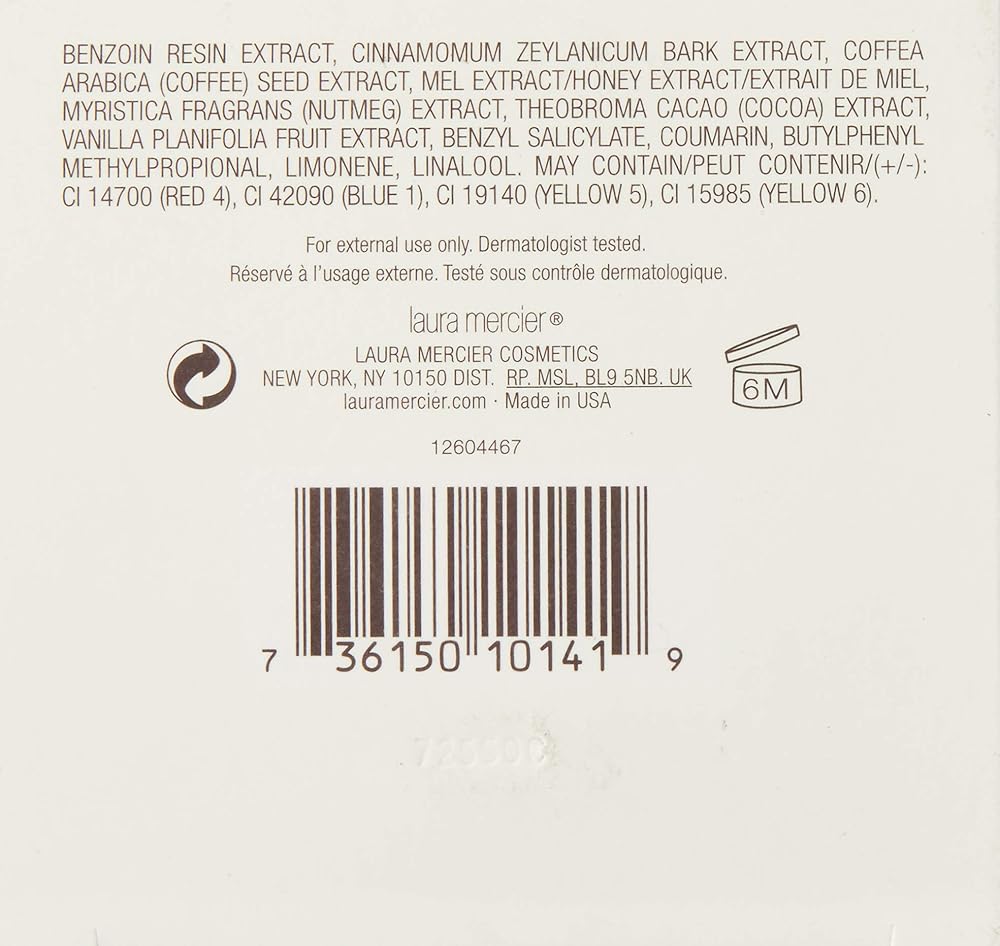 BENZOIN RESIN EXTRACT, CINNAMOMUM ZEYLANICUM BARK EXTRACT, COFFEA
ARABICA (COFFEE) SEED EXTRACT, MEL EXTRACT/HONEY EXTRACT/EXTRAIT DE MIEL,
MYRISTICA FRAGRANS (NUTMEG) EXTRACT, THEOBROMA CACAO (COCOA) EXTRACT,
VANILLA PLANIFOLIA FRUIT EXTRACT, BENZYL SALICYLATE, COUMARIN, BUTYLPHENYL
METHYLPROPIONAL, LIMONENE, LINALOOL. MAY CONTAIN/PEUT CONTENIR/(+/-):
CI 14700 (RED 4), CI 42090 (BLUE 1), CI 19140 (YELLOW 5), CI 15985 (YELLOW 6).
For external use only. Dermatologist tested.
Réservé à l'usage externe. Testé sous contrôle dermatologique.
laura mercier®
LAURA MERCIER COSMETICS
NEW YORK, NY 10150 DIST. RP. MSL, BL9 5NB. UK
lauramercier.com · Made in USA
6M
12604467
7 36150 10141 9